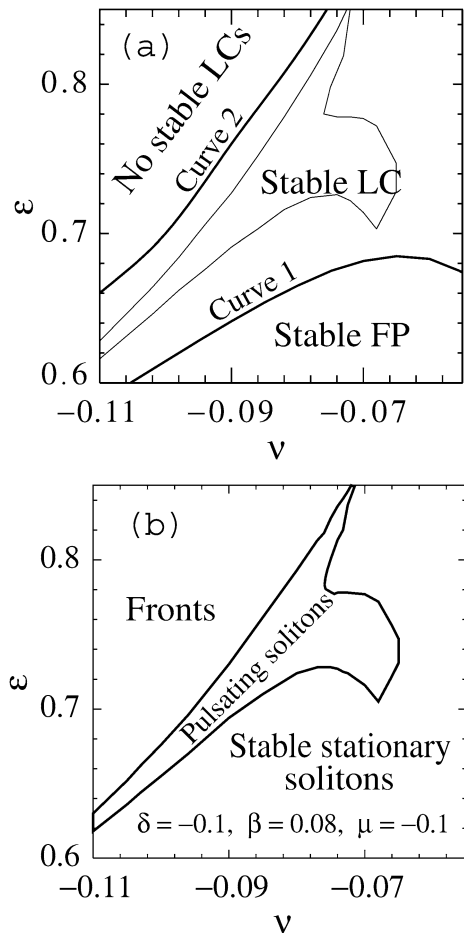 (a)
No stable LCs
Curve 2
Stable LC
Curve 1
Stable FP
0.8
0.7
0.6
ε
−0.11
−0.09
−0.07
ν
(b)
Fronts
Pulsating solitons
Stable stationary
solitons
δ = −0.1, β = 0.08, μ = −0.1
0.8
0.7
0.6
ε
−0.11
−0.09
−0.07
ν